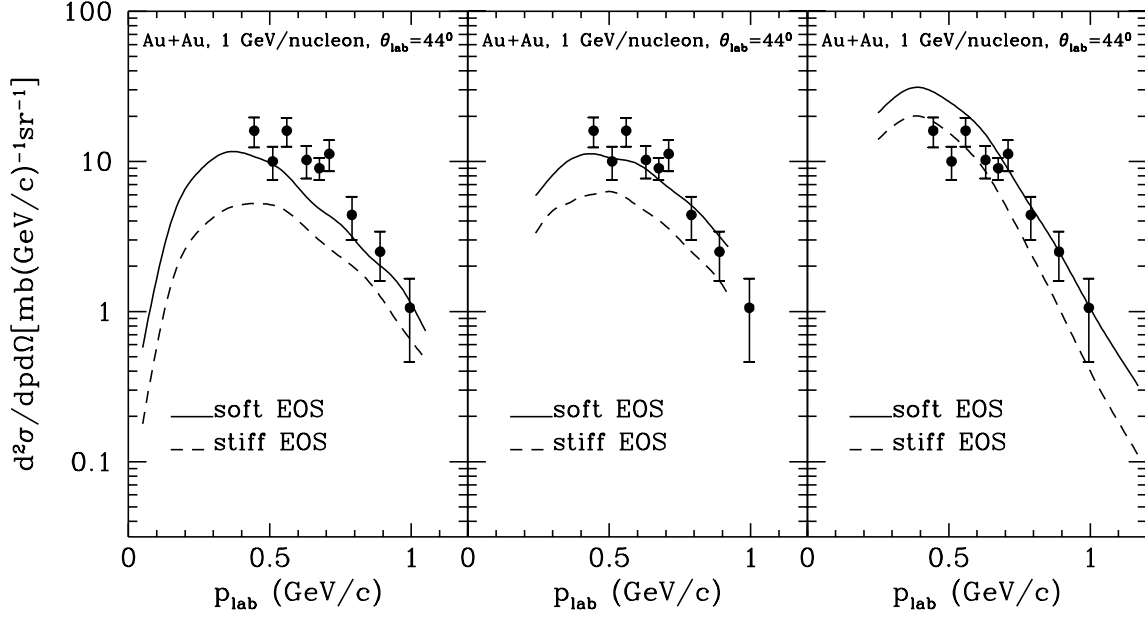 Au+Au, 1 GeV/nucleon, θlab=44⁰
Au+Au, 1 GeV/nucleon, θlab=44⁰
Au+Au, 1 GeV/nucleon, θlab=44⁰
d²σ/dpdΩ[mb(GeV/c)⁻¹sr⁻¹]
100
10
1
0.1
soft EOS
stiff EOS
soft EOS
stiff EOS
soft EOS
stiff EOS
0 0.5 1 0 0.5 1 0 0.5 1
plab (GeV/c)
plab (GeV/c)
plab (GeV/c)